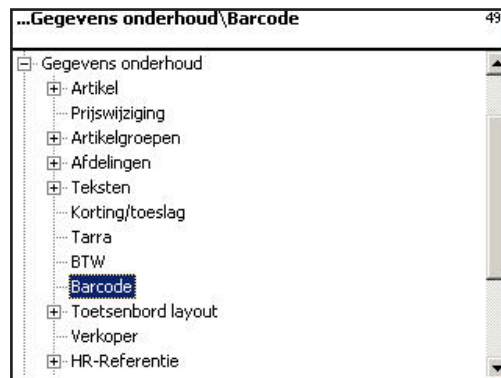 ...Gegevens onderhoud\Barcode 49
Gegevens onderhoud
Artikel
Prijswijziging
Artikelgroepen
Afdelingen
Teksten
Korting/toeslag
Tarra
BTW
Barcode
Toetsenbord layout
Verkoper
HR-Referentie